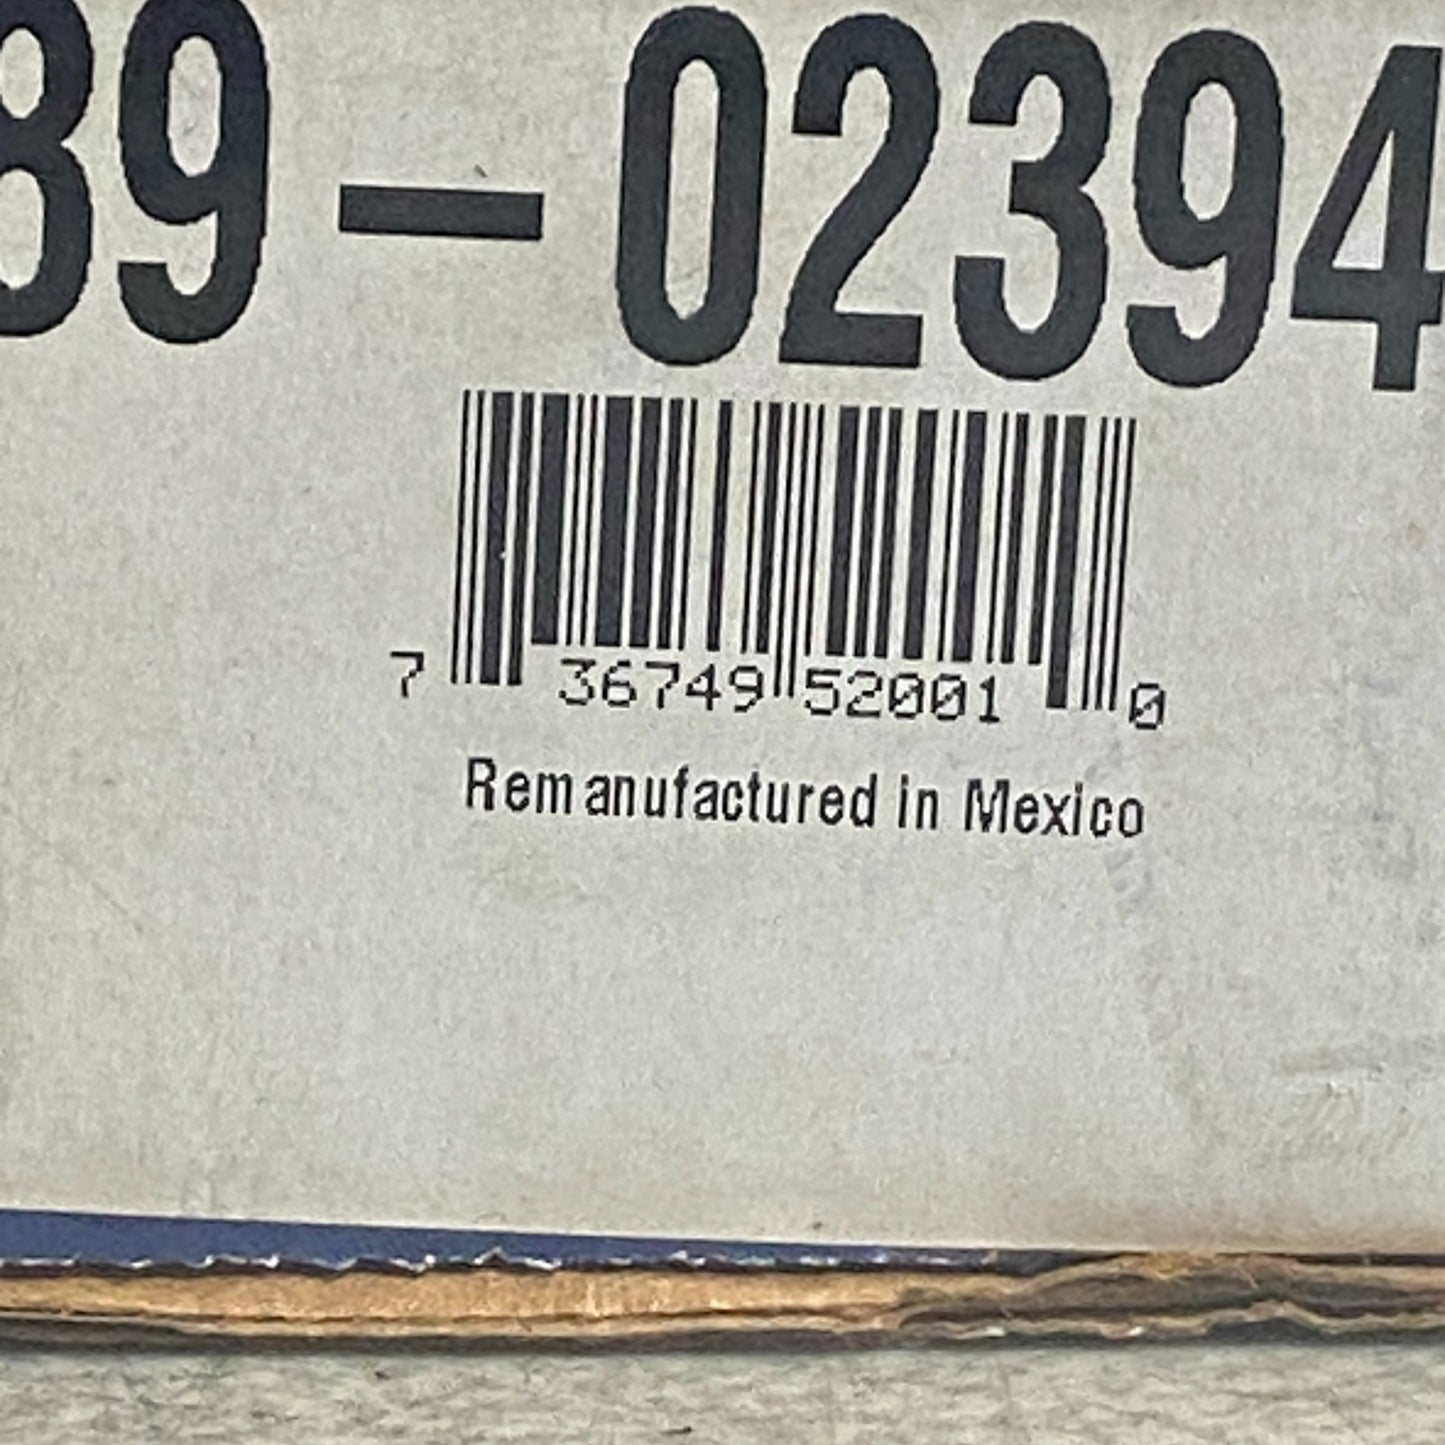 89-02394
7 36749 52001 0
Remanufactured in Mexico